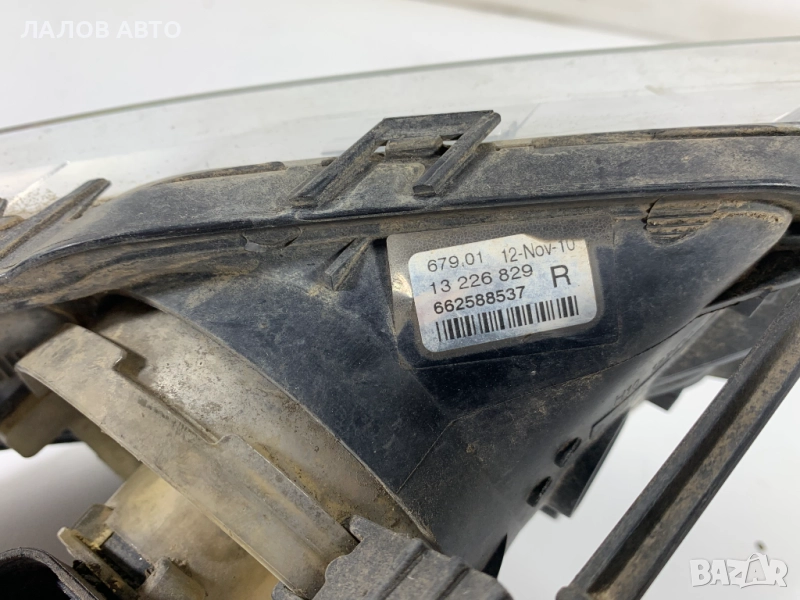 ЛАЛОВ АВТО
679.01 12-Nov-10
13 226 829 R
662588537
BAZAR